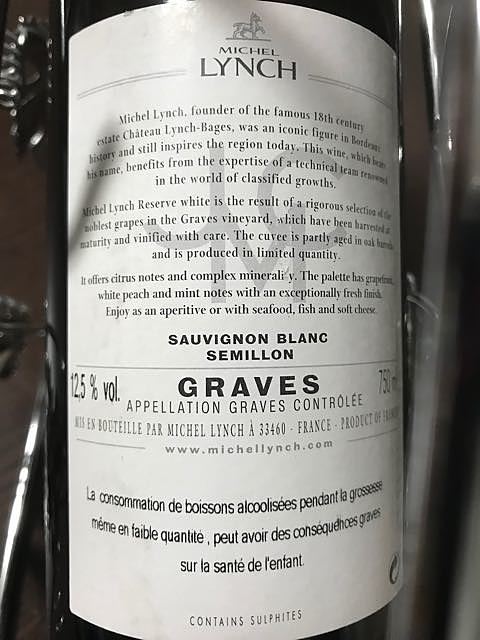 MICHEL
LYNCH
Michel Lynch, founder of the famous 18th century
estate Château Lynch-Bages, was an iconic figure in Bordeaux
history and still inspires the region today. This wine, which bears
his name, benefits from the expertise of a technical team renowned
in the world of classified growths.
Michel Lynch Reserve white is the result of a rigorous selection of the
noblest grapes in the Graves vineyard, which have been harvested at
maturity and vinified with care. The cuvee is partly aged in oak barrels
and is produced in limited quantity.
It offers citrus notes and complex minerality. The palette has grapefruit,
white peach and mint notes with an exceptionally fresh finish.
Enjoy as an aperitive or with seafood, fish and soft cheese.
SAUVIGNON BLANC
SEMILLON
12,5 % vol. GRAVES 750 ml
APPELLATION GRAVES CONTRÔLÉE
MIS EN BOUTEILLE PAR MICHEL LYNCH À 33460 - FRANCE - PRODUCT OF FRANCE
www.michellynch.com
La consommation de boissons alcoolisées pendant la grossesse
même en faible quantité , peut avoir des conséquences graves
sur la santé de l'enfant.
CONTAINS SULPHITES